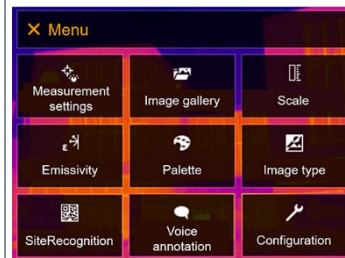 Menu
Measurement
settings
Image gallery
Scale
Emissivity
Palette
Image type
SiteRecognition
Voice
annotation
Configuration